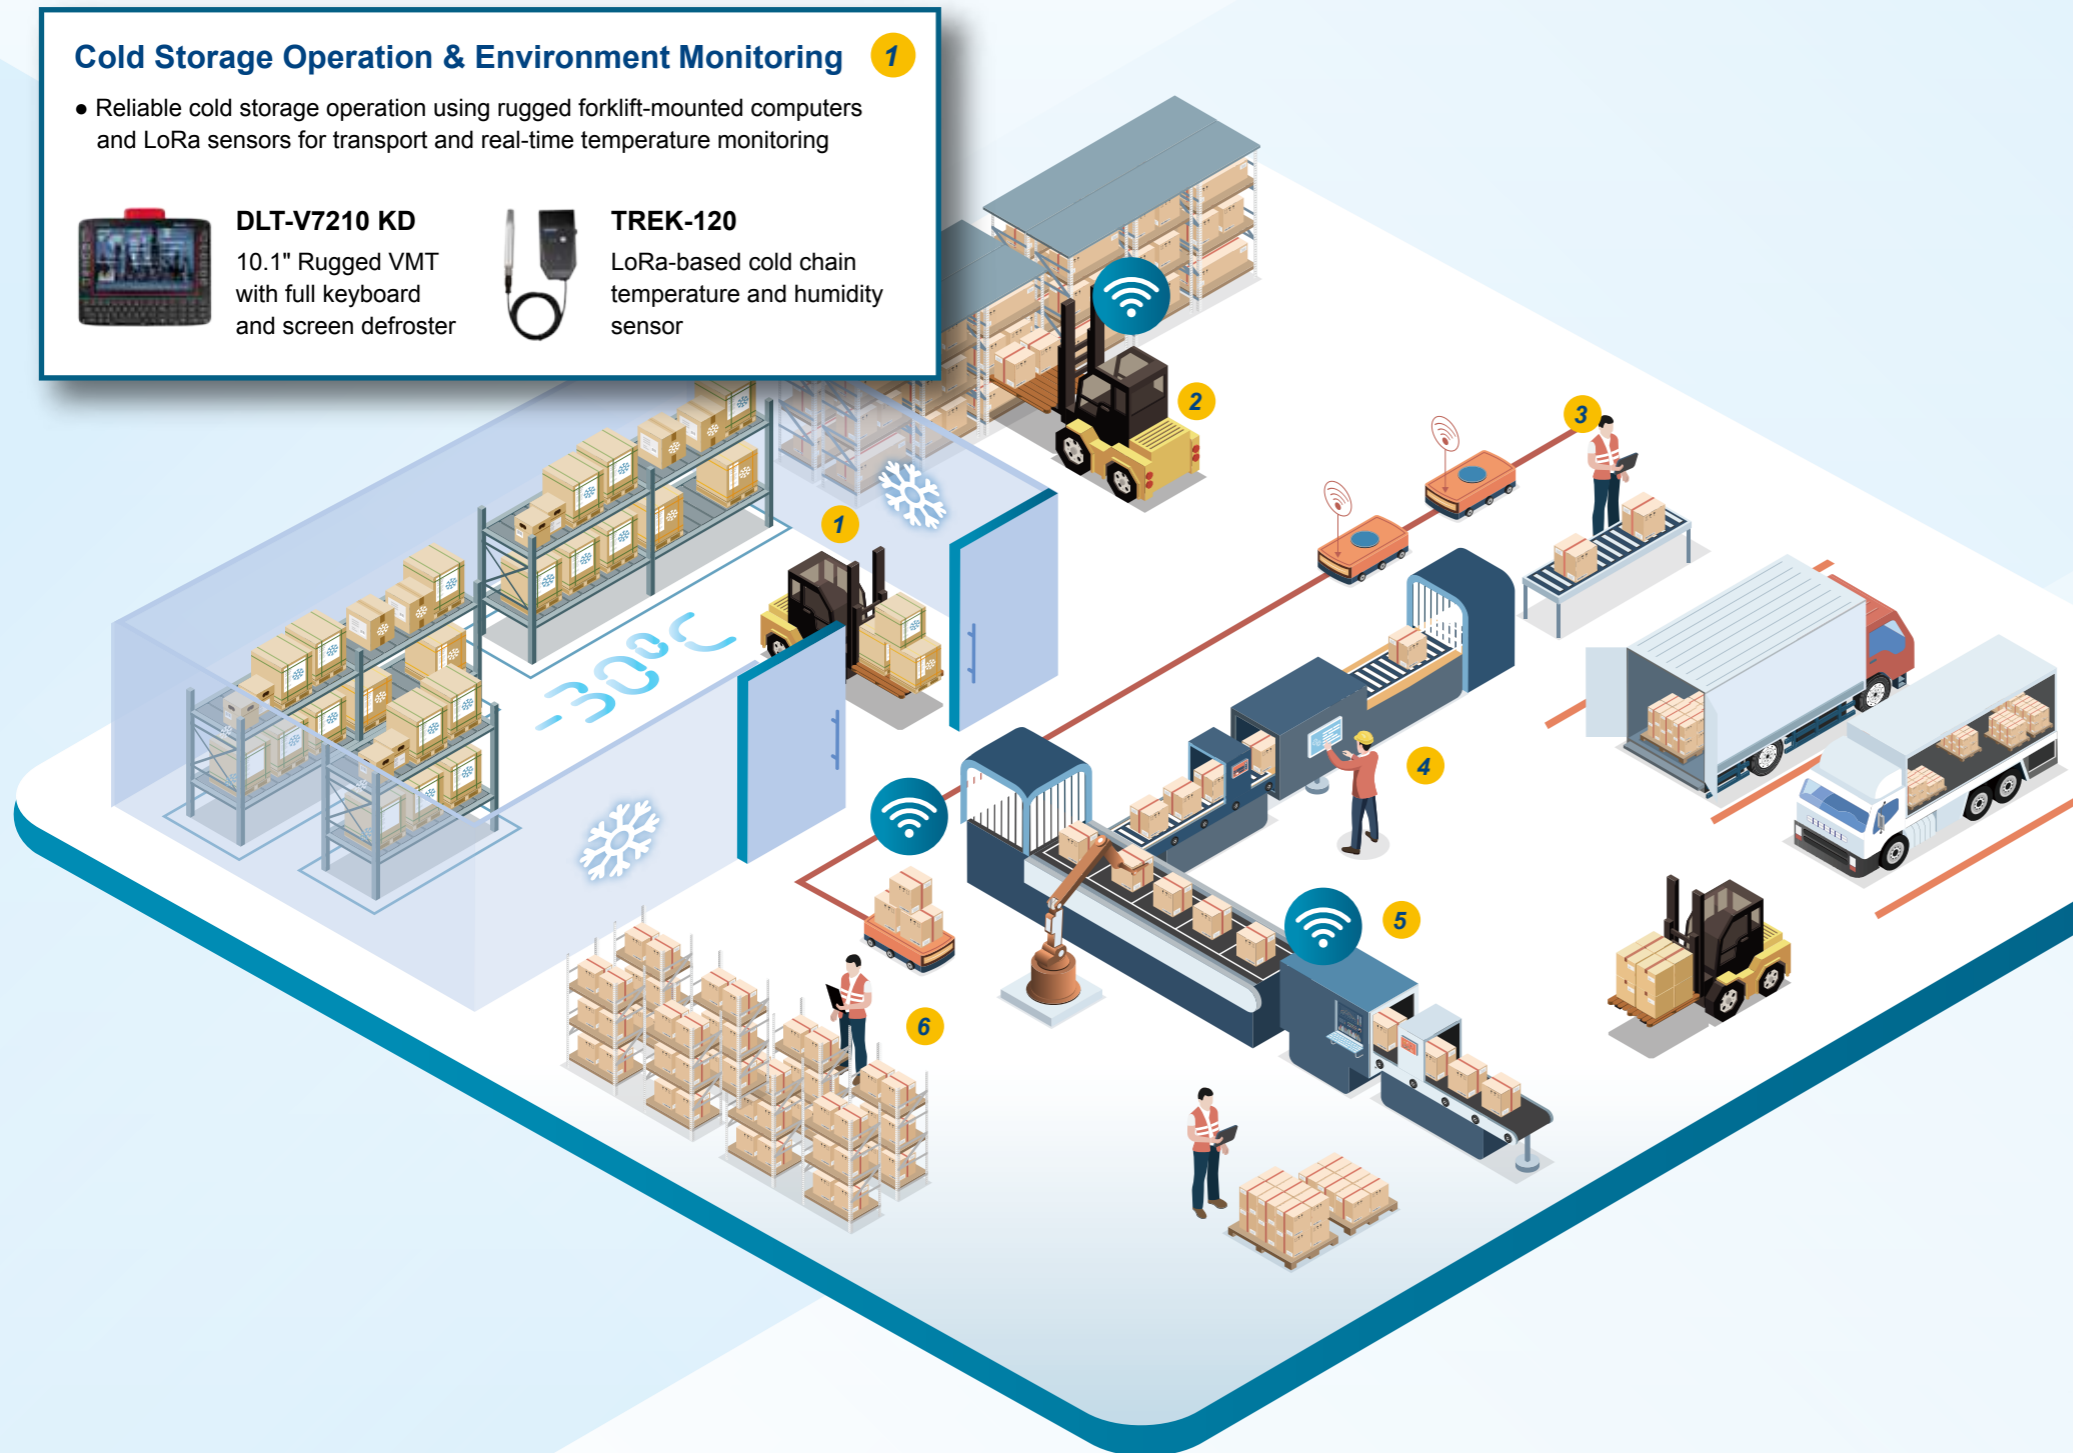 Cold Storage Operation & Environment Monitoring 1
● Reliable cold storage operation using rugged forklift-mounted computers
and LoRa sensors for transport and real-time temperature monitoring
DLT-V7210 KD
10.1" Rugged VMT
with full keyboard
and screen defroster
TREK-120
LoRa-based cold chain
temperature and humidity
sensor
2
3
1
-30°C
4
5
6